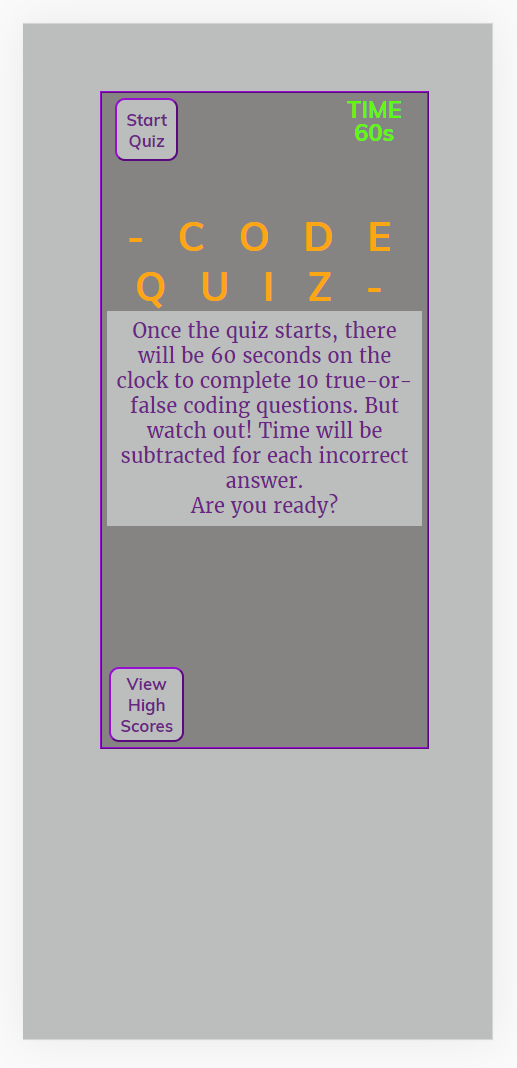 Start
Quiz
TIME
60s
- C O D E
Q U I Z -
Once the quiz starts, there
will be 60 seconds on the
clock to complete 10 true-or-
false coding questions. But
watch out! Time will be
subtracted for each incorrect
answer.
Are you ready?
View
High
Scores